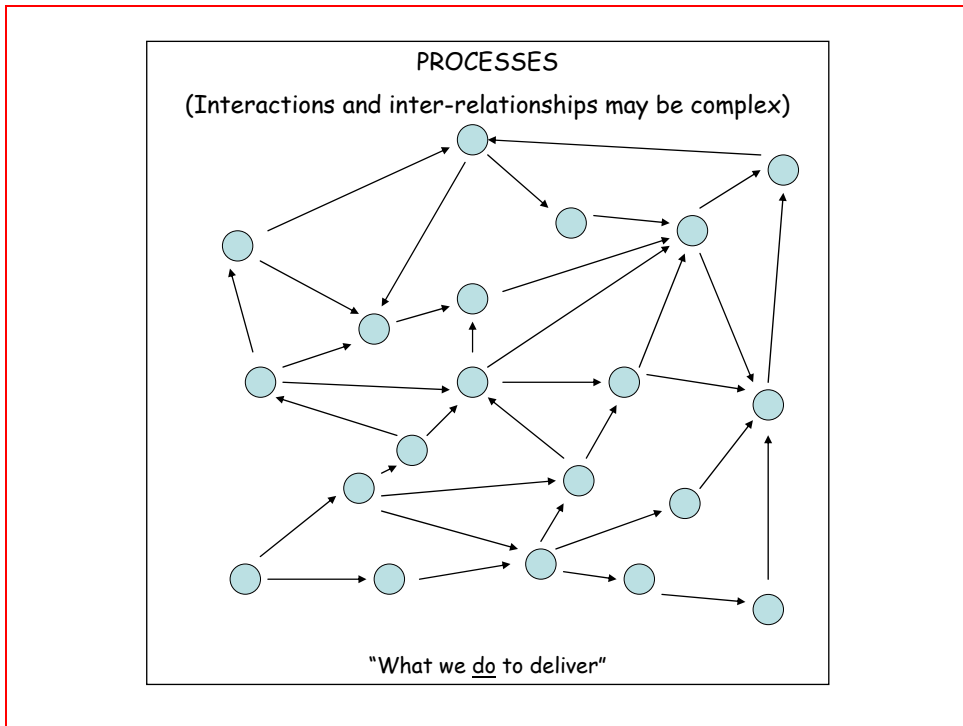 PROCESSES
(Interactions and inter-relationships may be complex)
“What we do to deliver”